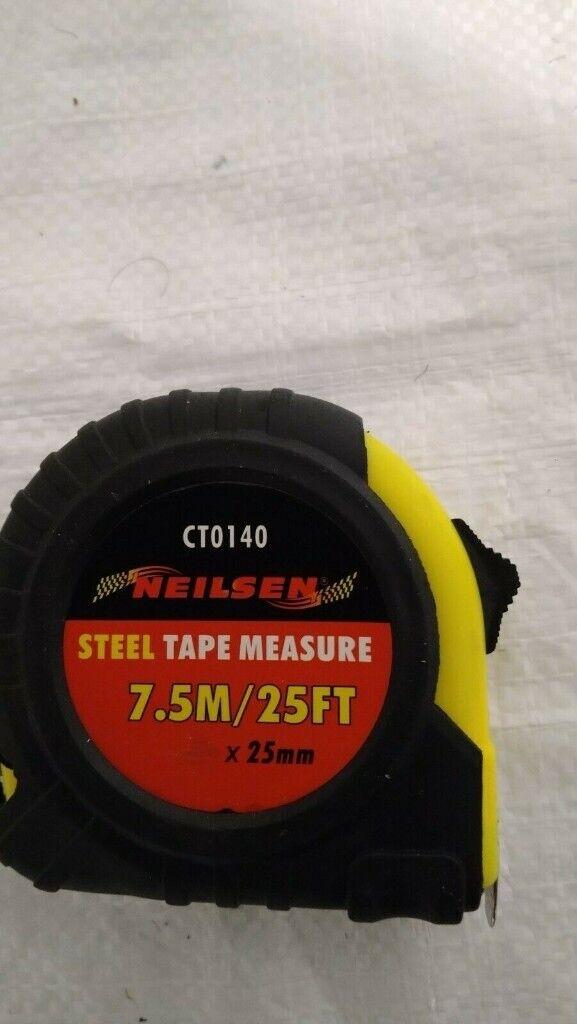 CT0140
NEILSEN®
STEEL TAPE MEASURE
7.5M/25FT
x 25mm